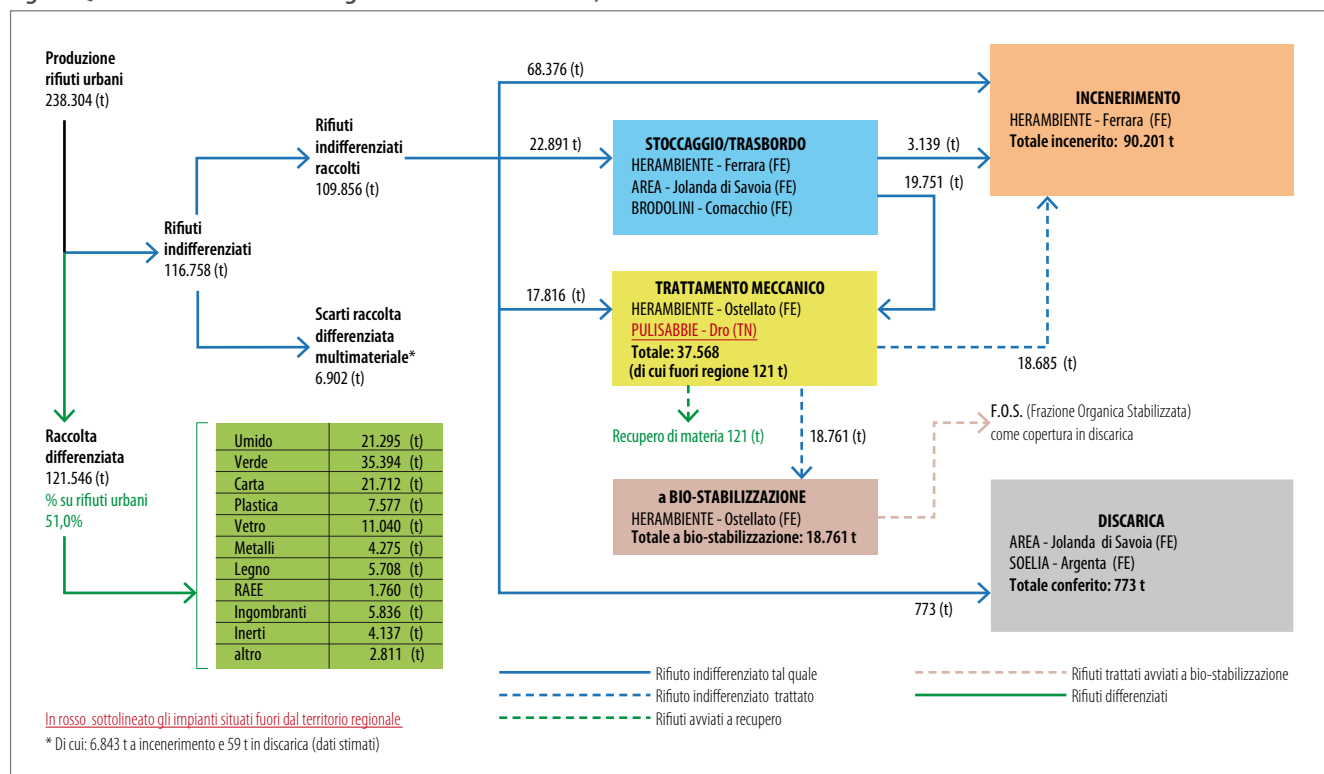 Produzione
rifiuti urbani
238.304 (t)
68.376 (t)
INCENERIMENTO
HERAMBIENTE - Ferrara (FE)
Totale incenerito: 90.201 t
Rifiuti
indifferenziati
raccolti
109.856 (t)
22.891 t)
STOCCAGGIO/TRASBORDO
HERAMBIENTE - Ferrara (FE)
AREA - Jolanda di Savoia (FE)
BRODOLINI - Comacchio (FE)
3.139 (t)
19.751 (t)
Rifiuti
indifferenziati
116.758 (t)
17.816 (t)
TRATTAMENTO MECCANICO
HERAMBIENTE - Ostellato (FE)
PULISABBIE - Dro (TN)
Totale: 37.568
(di cui fuori regione 121 t)
18.685 (t)
Scarti raccolta
differenziata
multimateriale*
6.902 (t)
Recupero di materia 121 (t)
18.761 (t)
F.O.S. (Frazione Organica Stabilizzata)
come copertura in discarica
Raccolta
differenziata
121.546 (t)
% su rifiuti urbani
51,0%
Umido 21.295 (t)
Verde 35.394 (t)
Carta 21.712 (t)
Plastica 7.577 (t)
Vetro 11.040 (t)
Metalli 4.275 (t)
Legno 5.708 (t)
RAEE 1.760 (t)
Ingombranti 5.836 (t)
Inerti 4.137 (t)
altro 2.811 (t)
a BIO-STABILIZZAZIONE
HERAMBIENTE - Ostellato (FE)
Totale a bio-stabilizzazione: 18.761 t
DISCARICA
AREA - Jolanda di Savoia (FE)
SOELIA - Argenta (FE)
Totale conferito: 773 t
773 (t)
Rifiuto indifferenziato tal quale
Rifiuto indifferenziato trattato
Rifiuti avviati a recupero
Rifiuti trattati avviati a bio-stabilizzazione
Rifiuti differenziati
In rosso sottolineato gli impianti situati fuori dal territorio regionale
* Di cui: 6.843 t a incenerimento e 59 t in discarica (dati stimati)